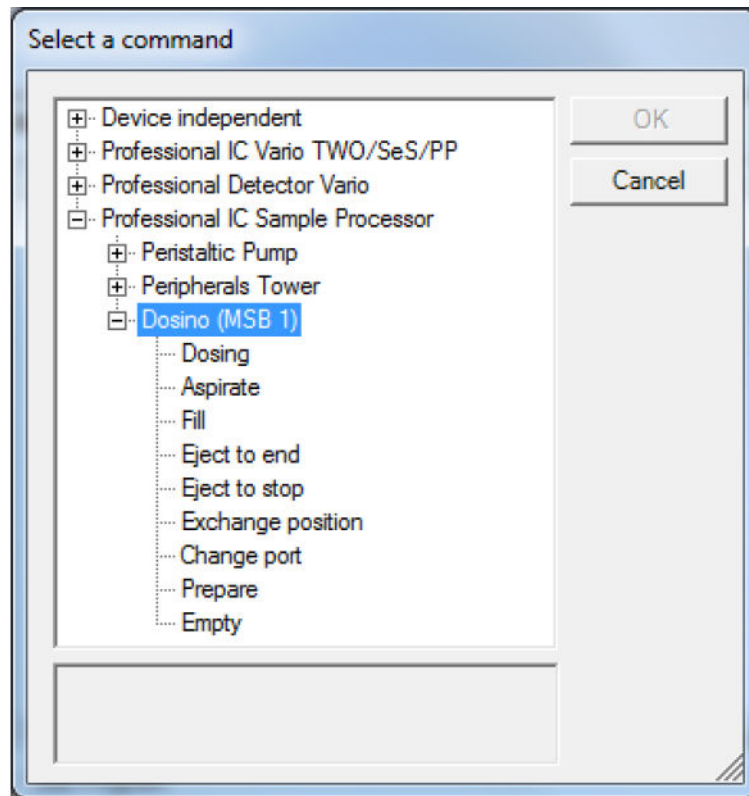 Select a command
Device independent
OK
Professional IC Vario TWO/SeS/PP
Professional Detector Vario
Cancel
Professional IC Sample Processor
Peristaltic Pump
Peripherals Tower
Dosino (MSB 1)
Dosing
Aspirate
Fill
Eject to end
Eject to stop
Exchange position
Change port
Prepare
Empty